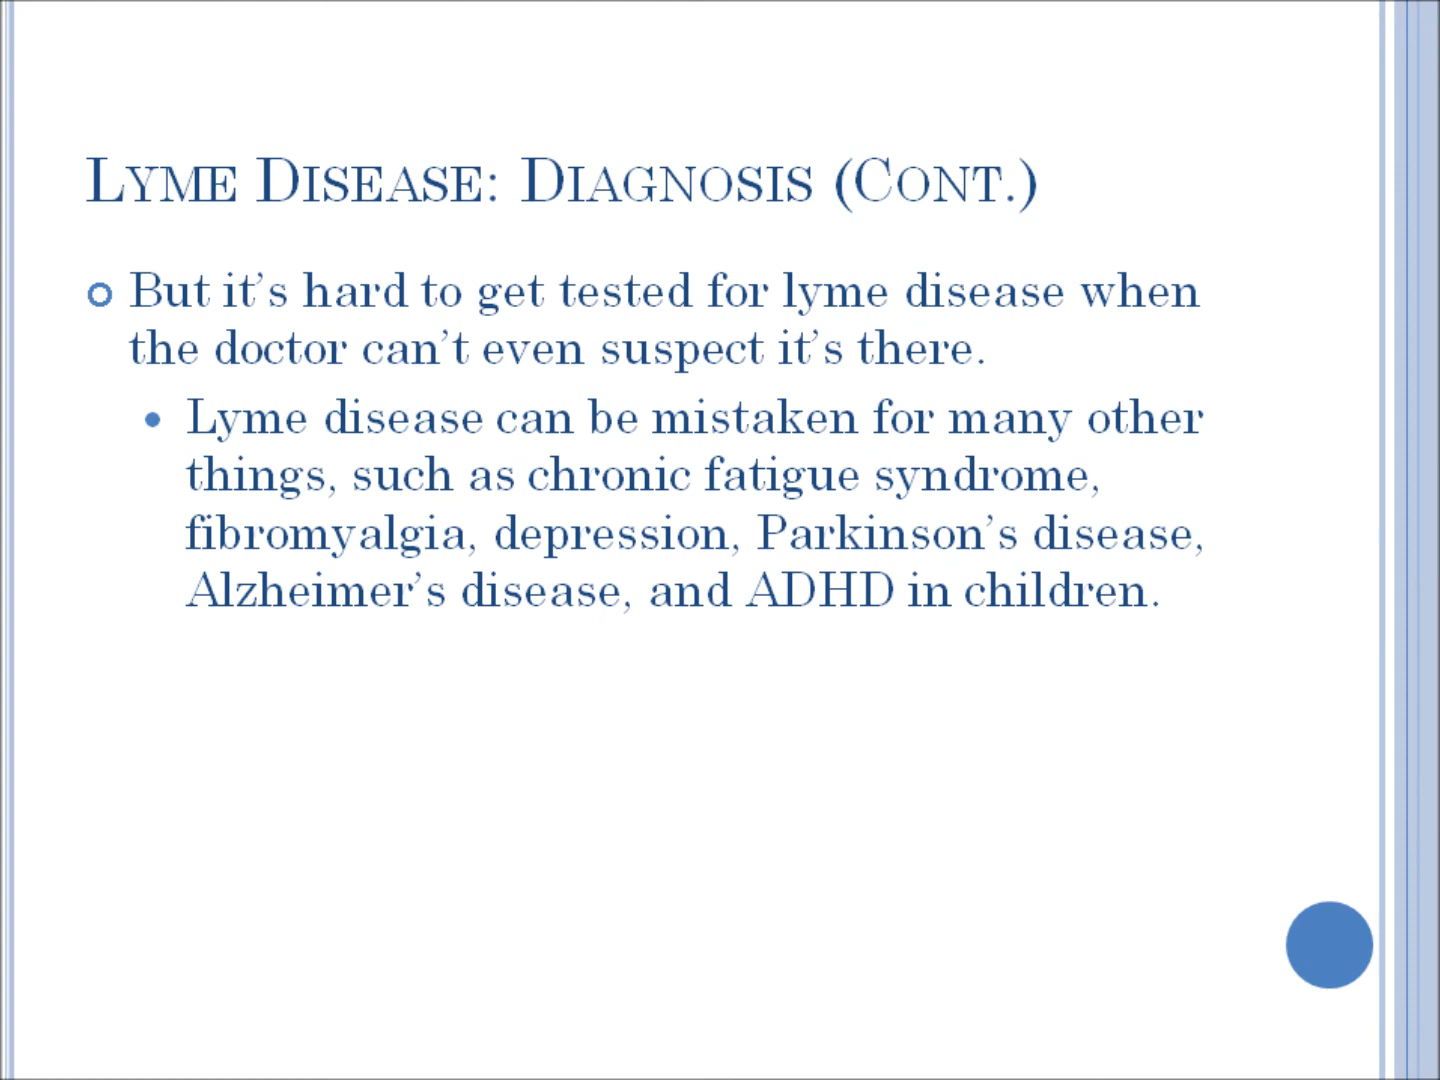 Lyme Disease: Diagnosis (Cont.)
But it’s hard to get tested for lyme disease when
the doctor can’t even suspect it’s there.
Lyme disease can be mistaken for many other
things, such as chronic fatigue syndrome,
fibromyalgia, depression, Parkinson’s disease,
Alzheimer’s disease, and ADHD in children.